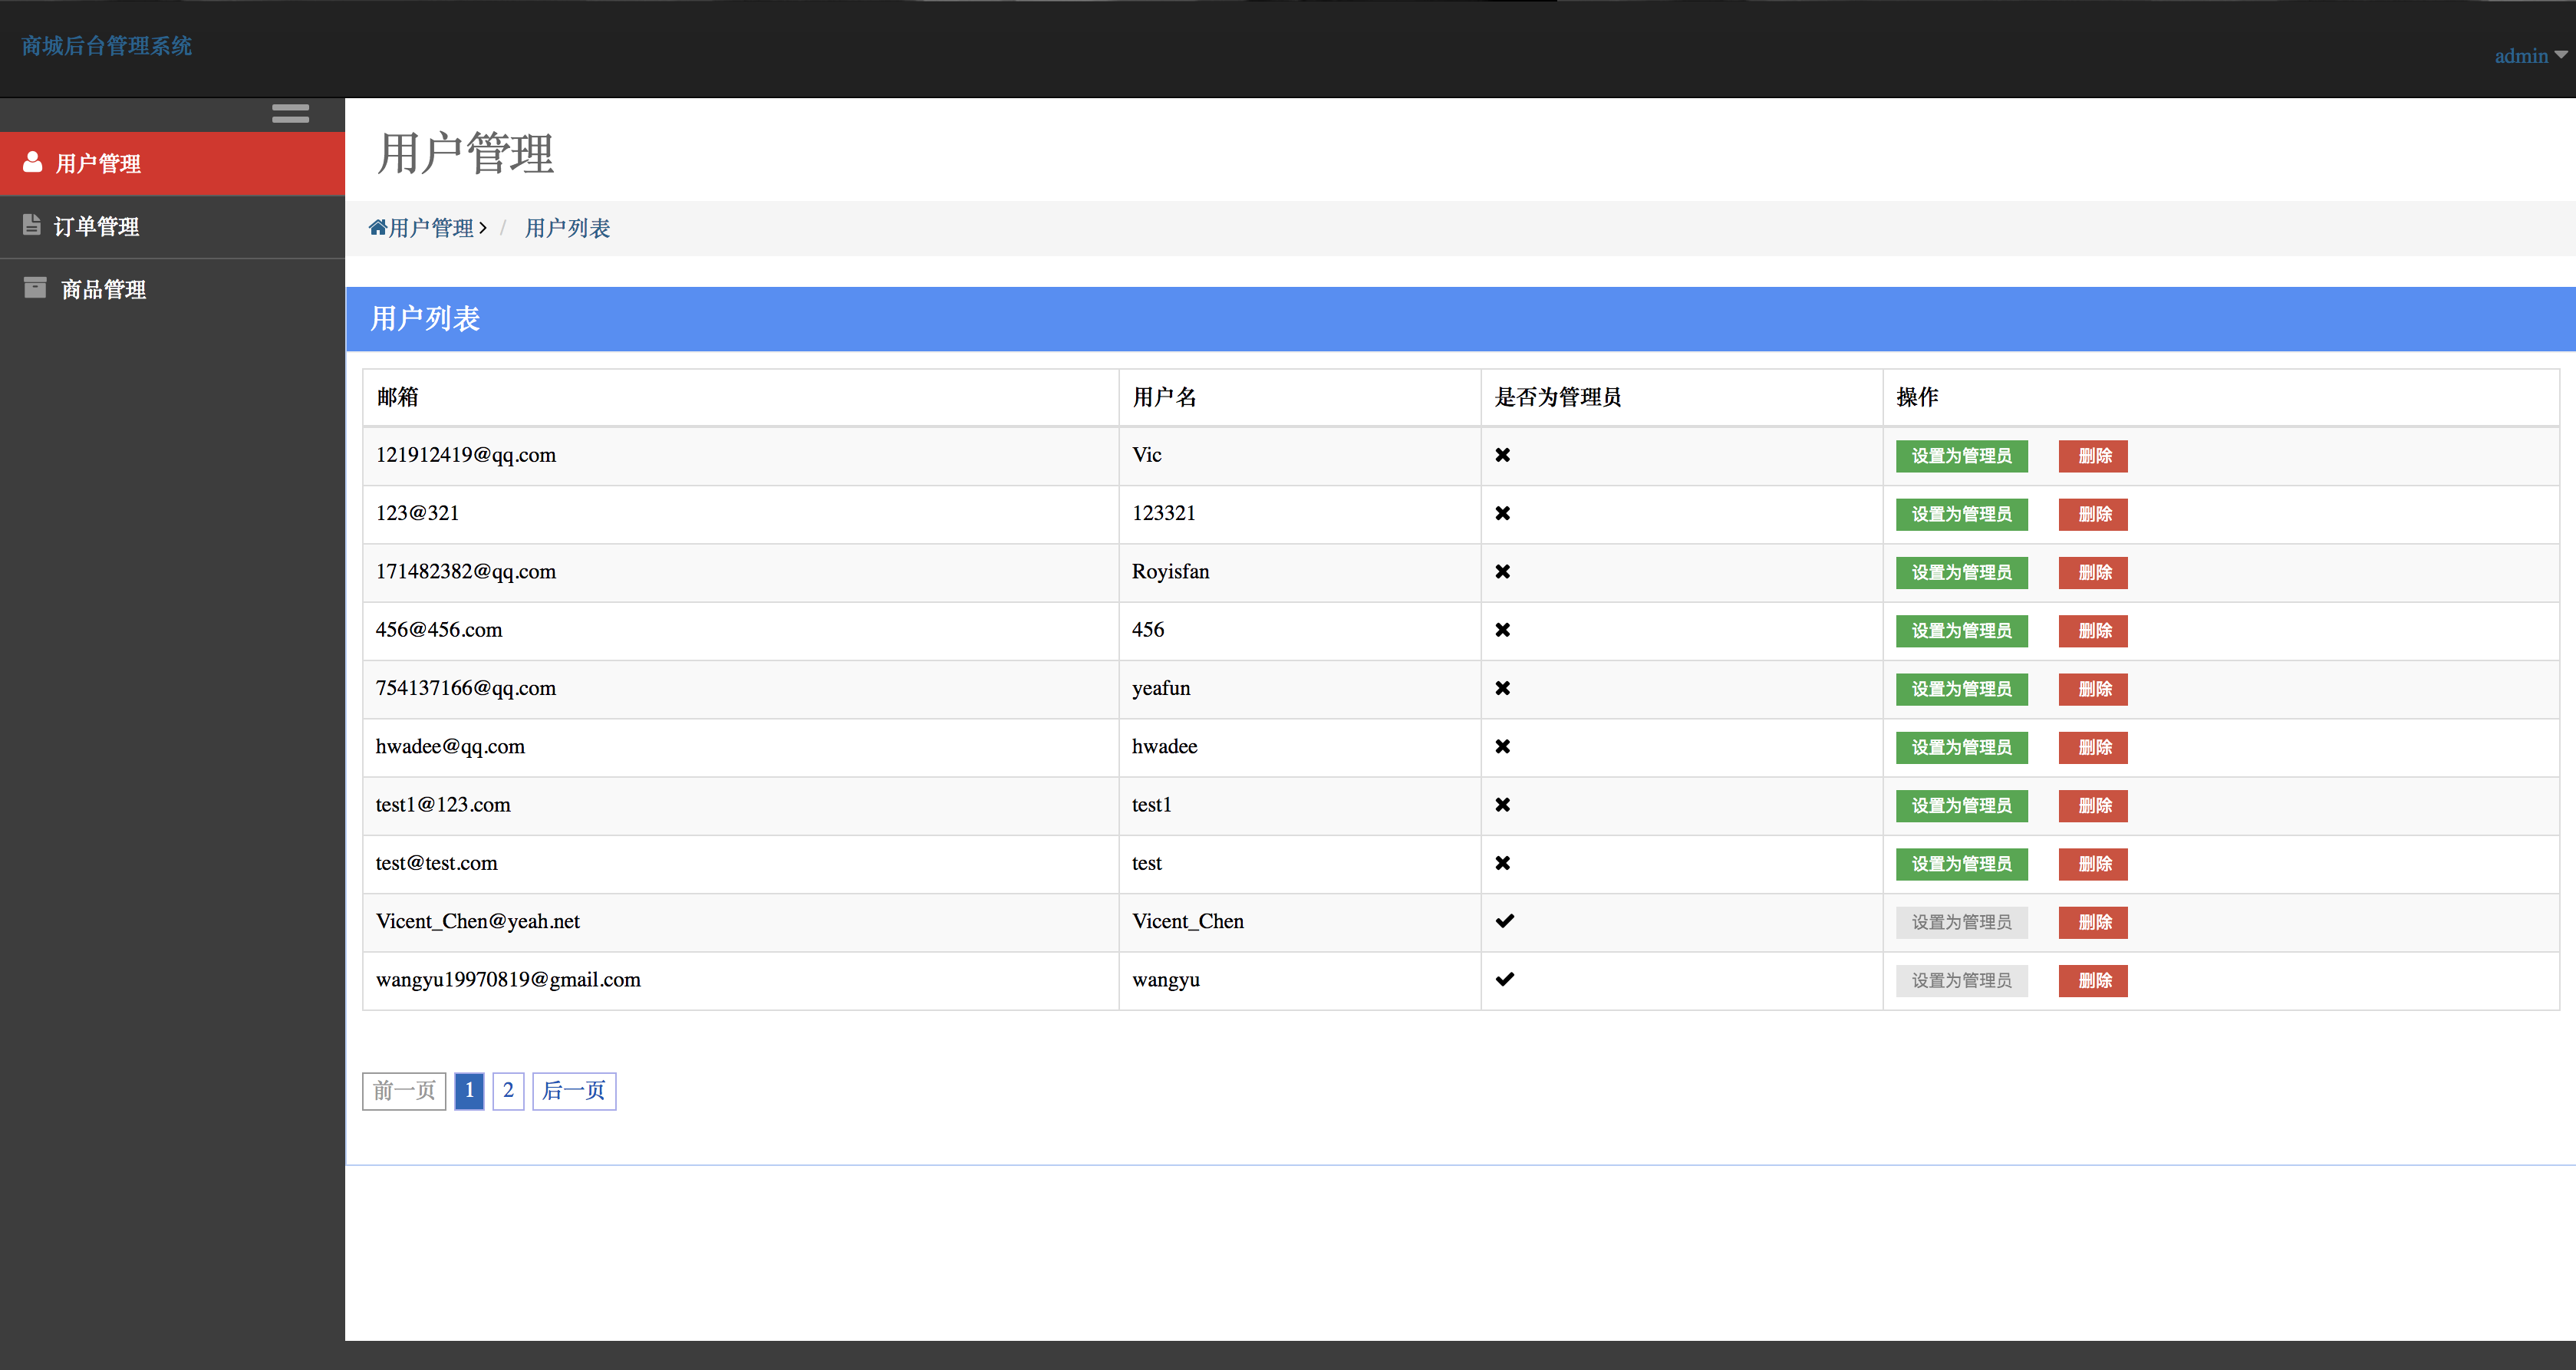 商城后台管理系统
admin
用户管理
订单管理
商品管理
用户管理
用户管理 / 用户列表
用户列表
邮箱 用户名 是否为管理员 操作
121912419@qq.com Vic 设置为管理员 删除
123@321 123321 设置为管理员 删除
171482382@qq.com Royisfan 设置为管理员 删除
456@456.com 456 设置为管理员 删除
754137166@qq.com yeafun 设置为管理员 删除
hwadee@qq.com hwadee 设置为管理员 删除
test1@123.com test1 设置为管理员 删除
test@test.com test 设置为管理员 删除
Vicent_Chen@yeah.net Vicent_Chen 设置为管理员 删除
wangyu19970819@gmail.com wangyu 设置为管理员 删除
前一页 1 2 后一页